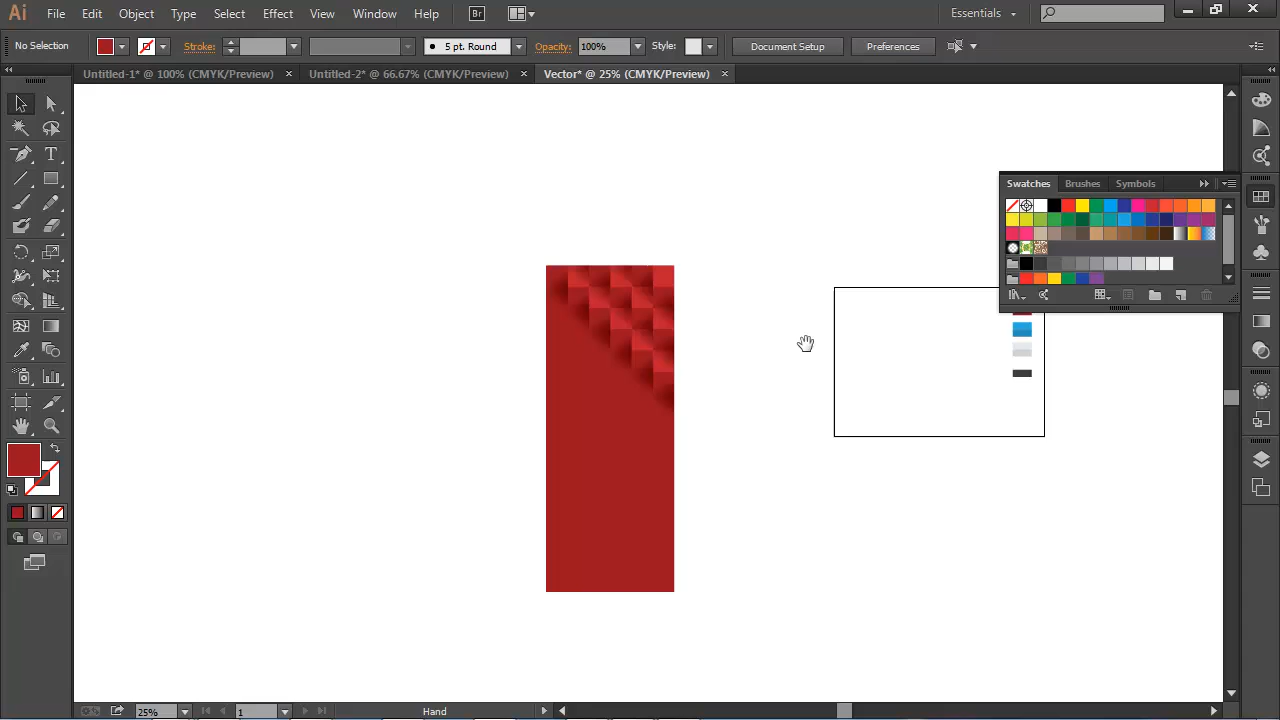 Ai File Edit Object Type Select Effect View Window Help Br Essentials
No Selection Stroke: 5 pt. Round Opacity: 100% Style: Document Setup Preferences
Untitled-1* @ 100% (CMYK/Preview) Untitled-2* @ 66.67% (CMYK/Preview) Vector* @ 25% (CMYK/Preview)
Swatches Brushes Symbols
25% 1 Hand